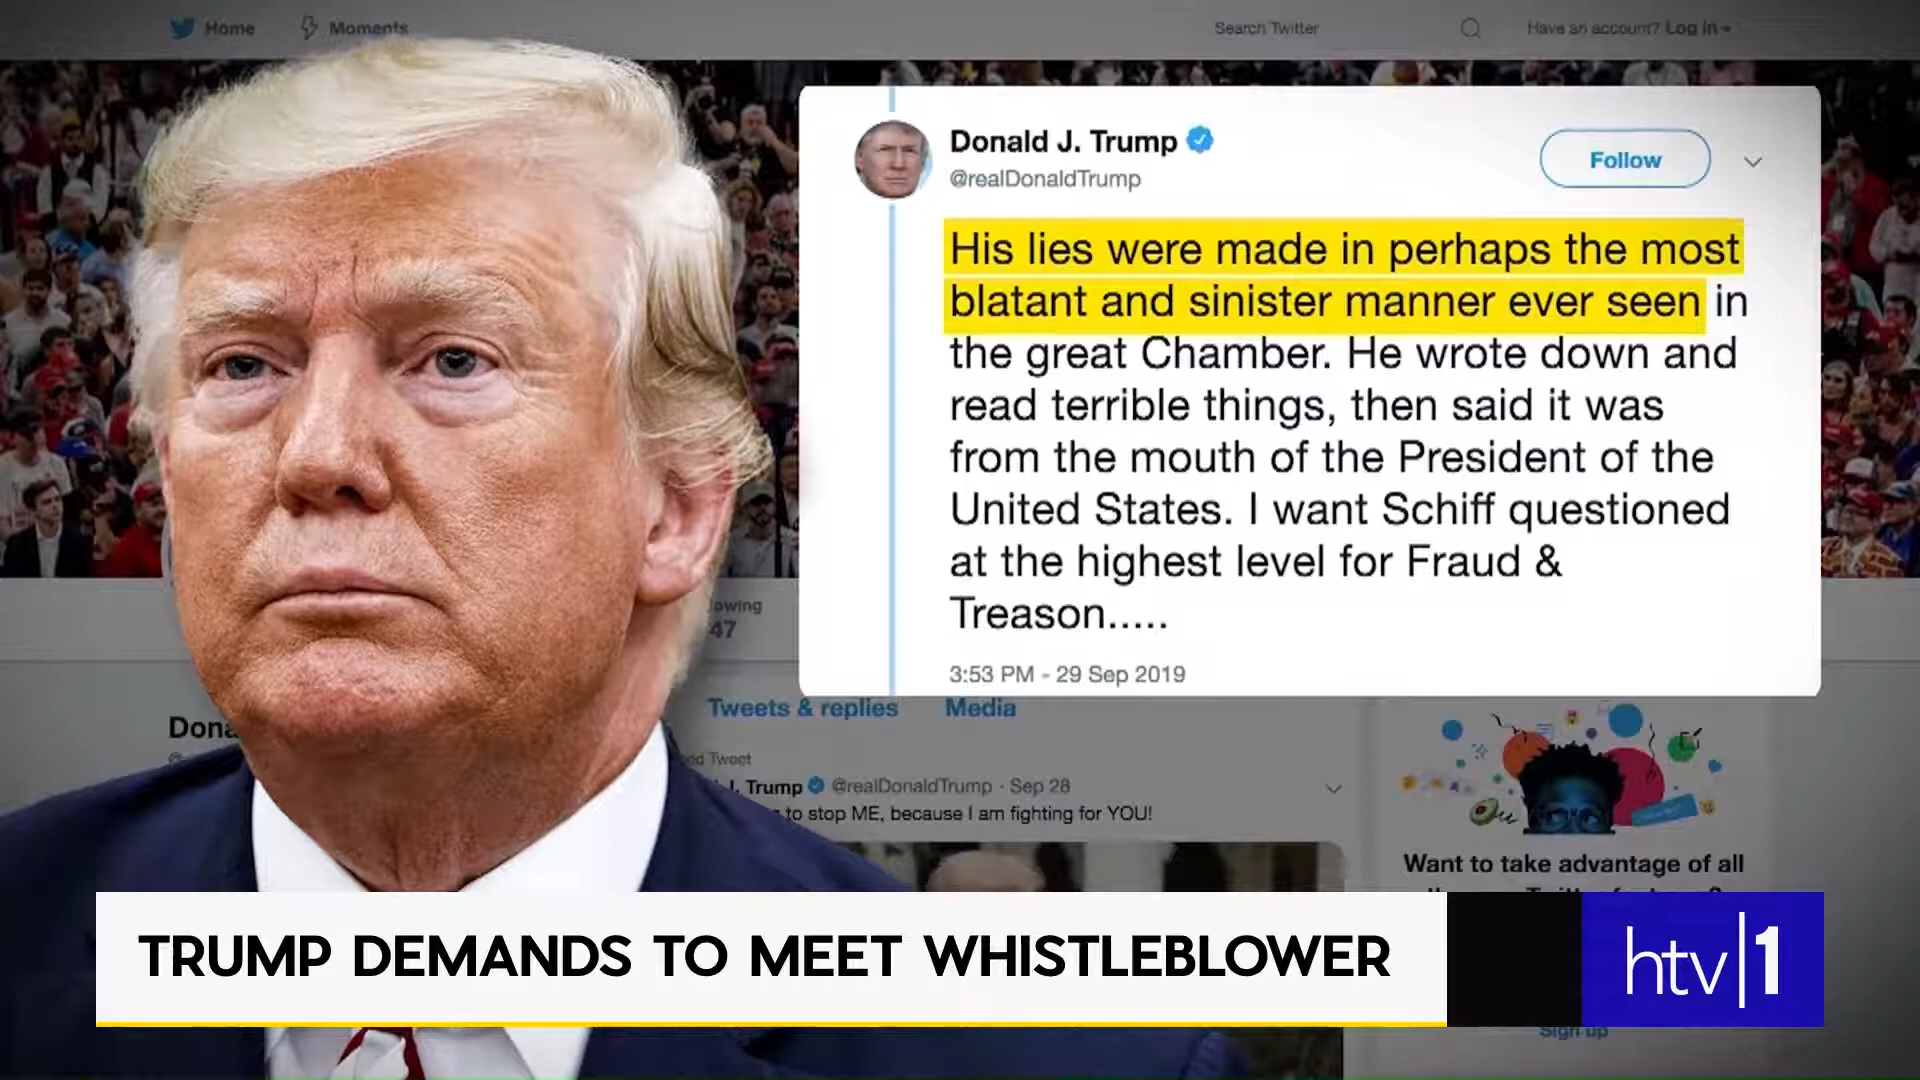 Home Moments Search Twitter Have an account? Log in
Donald J. Trump
@realDonaldTrump
Follow
His lies were made in perhaps the most
blatant and sinister manner ever seen in
the great Chamber. He wrote down and
read terrible things, then said it was
from the mouth of the President of the
United States. I want Schiff questioned
at the highest level for Fraud &
Treason.....
3:53 PM - 29 Sep 2019
47
Tweets & replies Media
Dona
Tweet
J. Trump @realDonaldTrump · Sep 28
to stop ME, because I am fighting for YOU!
Want to take advantage of all
Sign up
TRUMP DEMANDS TO MEET WHISTLEBLOWER
htv|1